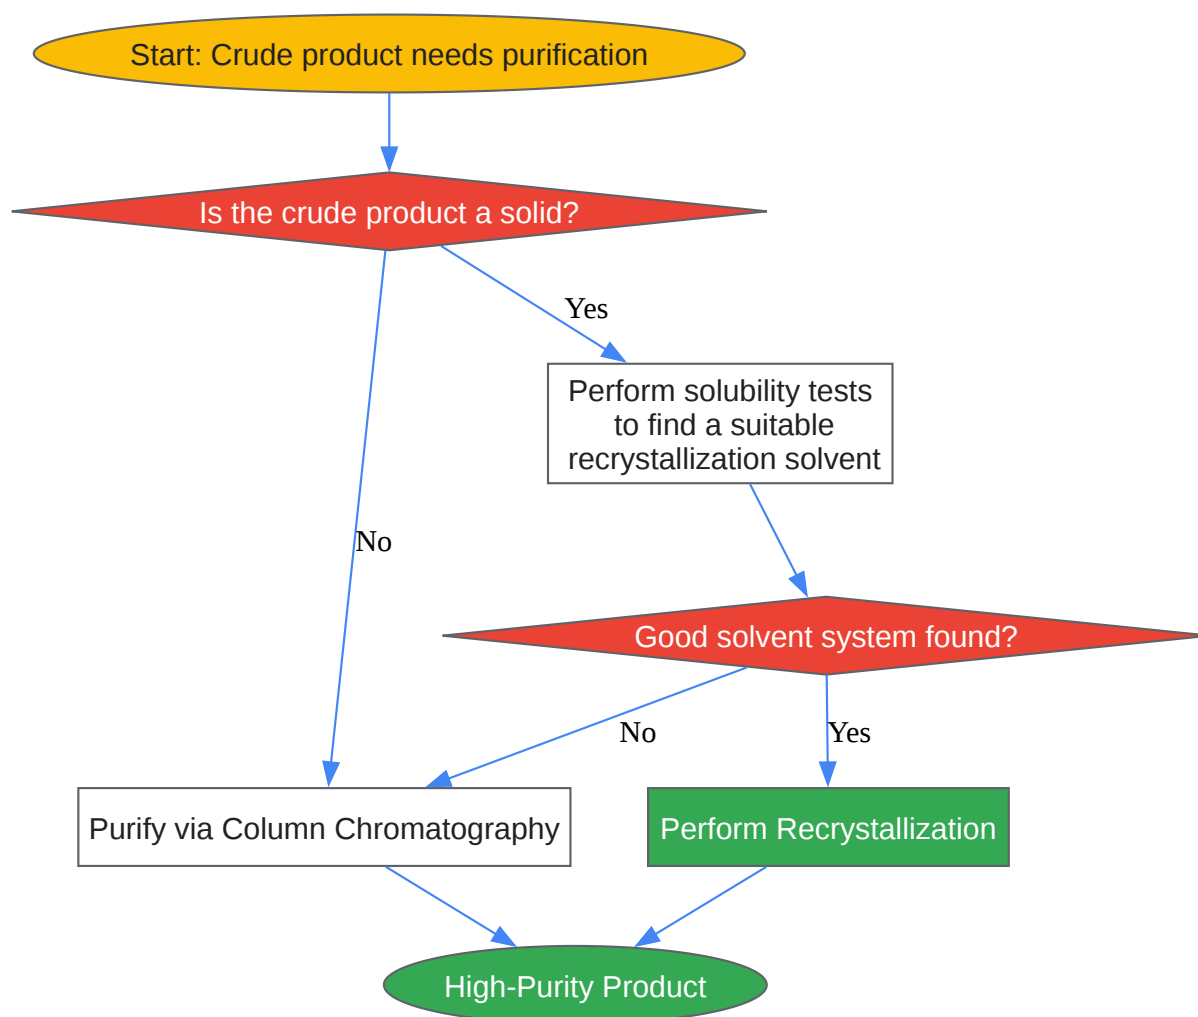 Start: Crude product needs purification
Is the crude product a solid?
Yes
Perform solubility tests
to find a suitable
recrystallization solvent
No
Good solvent system found?
No
Yes
Purify via Column Chromatography
Perform Recrystallization
High-Purity Product